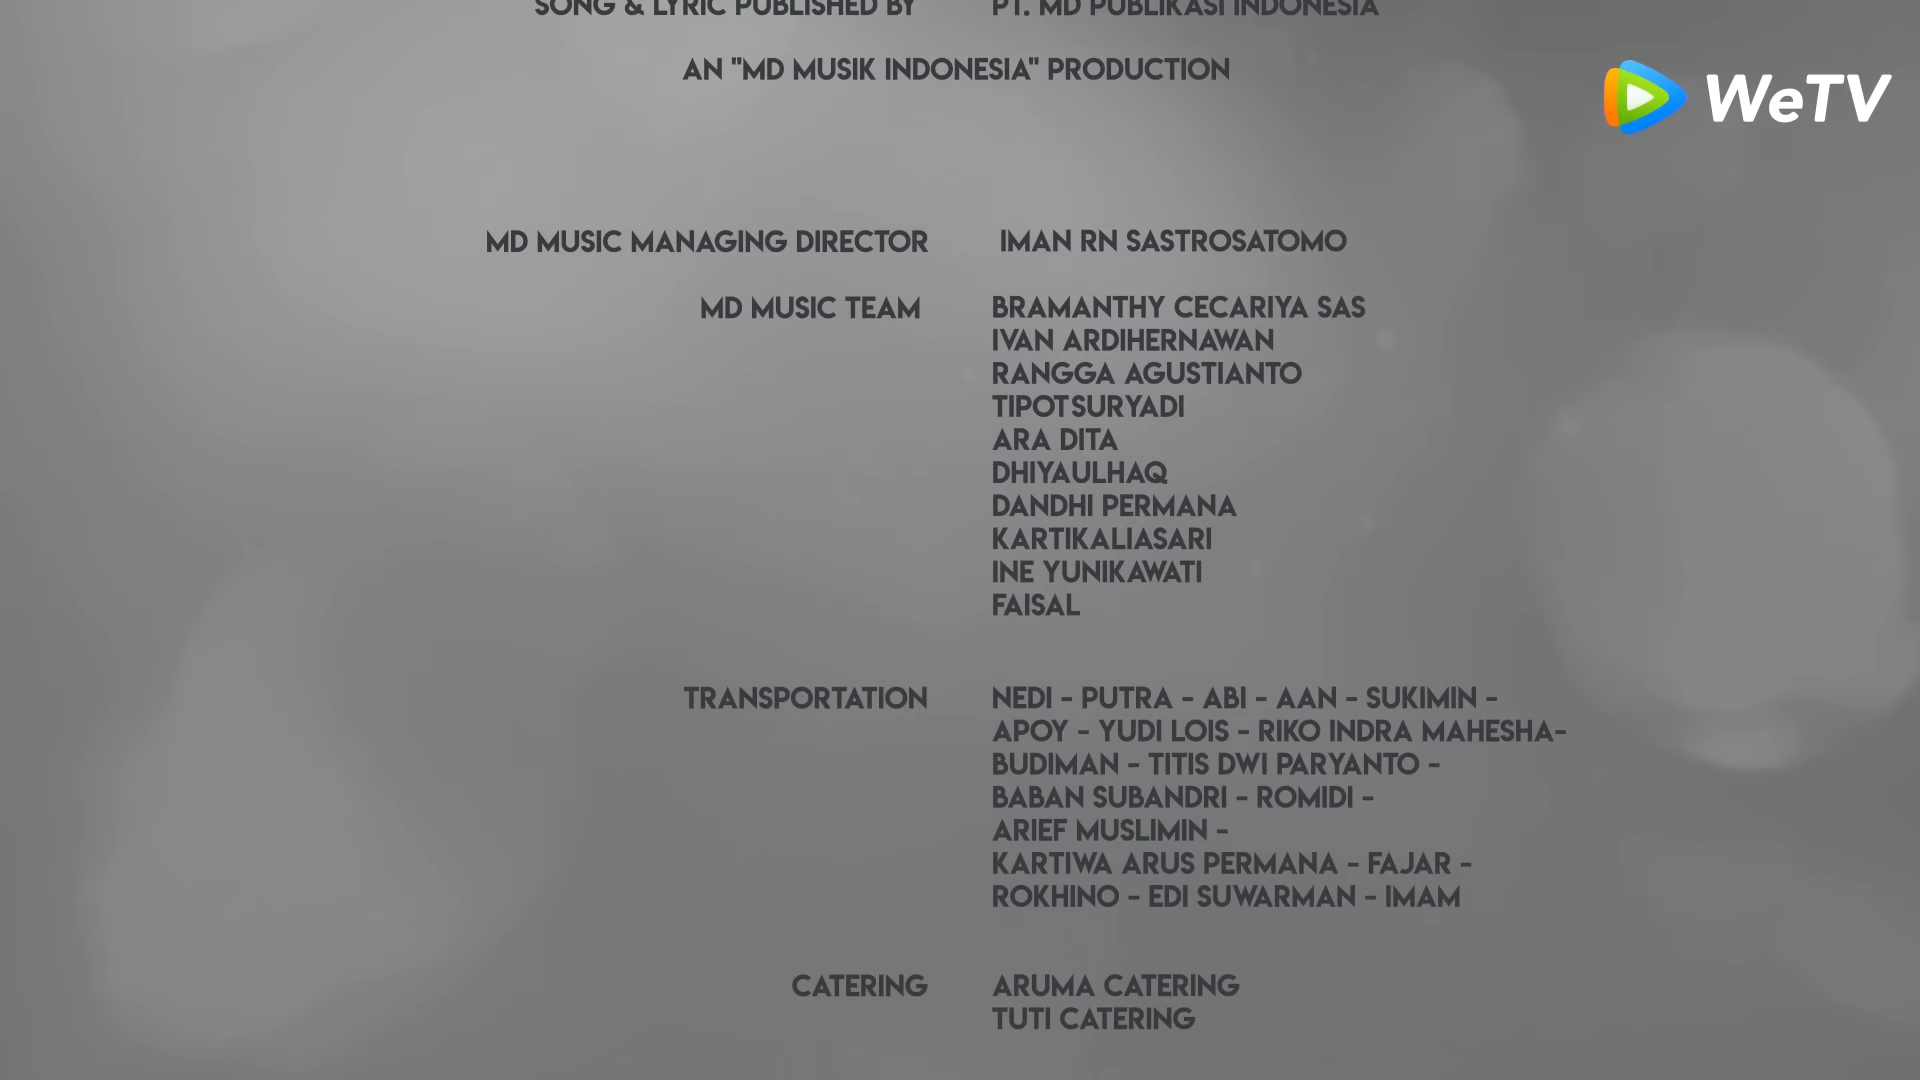 SONG & LYRIC PUBLISHED BY PT. MD PUBLIKASI INDONESIA
AN "MD MUSIK INDONESIA" PRODUCTION
WeTV
MD MUSIC MANAGING DIRECTOR IMAN RN SASTROSATOMO
MD MUSIC TEAM BRAMANTHY CECARIYA SAS
IVAN ARDIHERNAWAN
RANGGA AGUSTIANTO
TIPOTSURYADI
ARA DITA
DHIYAULHAQ
DANDHI PERMANA
KARTIKALIASARI
INE YUNIKAWATI
FAISAL
TRANSPORTATION NEDI - PUTRA - ABI - AAN - SUKIMIN -
APOY - YUDI LOIS - RIKO INDRA MAHESHA-
BUDIMAN - TITIS DWI PARYANTO -
BABAN SUBANDRI - ROMIDI -
ARIEF MUSLIMIN -
KARTIWA ARUS PERMANA - FAJAR -
ROKHINO - EDI SUWARMAN - IMAM
CATERING ARUMA CATERING
TUTI CATERING